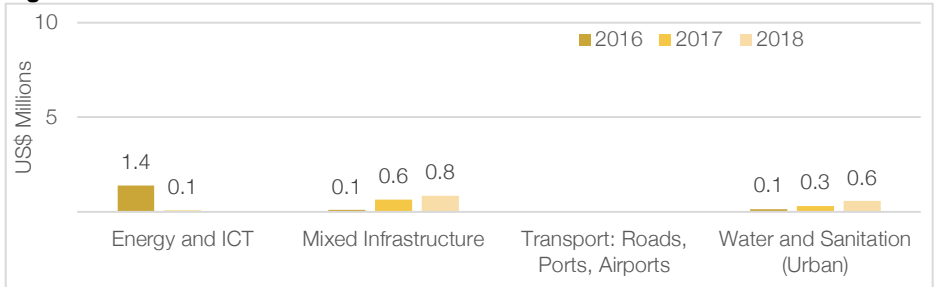 10
2016 2017 2018
US$ Millions
5
1.4 0.1 0.1 0.6 0.8 0.1 0.3 0.6
Energy and ICT Mixed Infrastructure Transport: Roads, Ports, Airports Water and Sanitation (Urban)